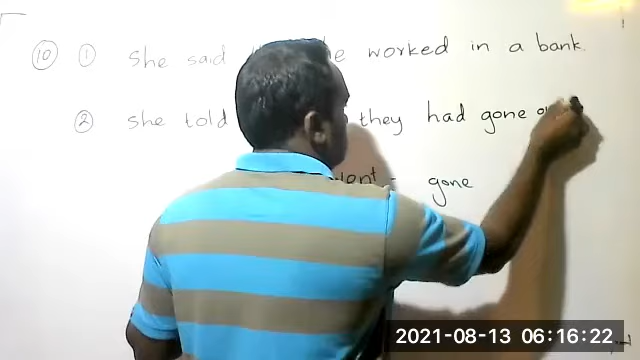 10 1 she said he worked in a bank.
2 she told they had gone
went - gone
2021-08-13 06:16:22